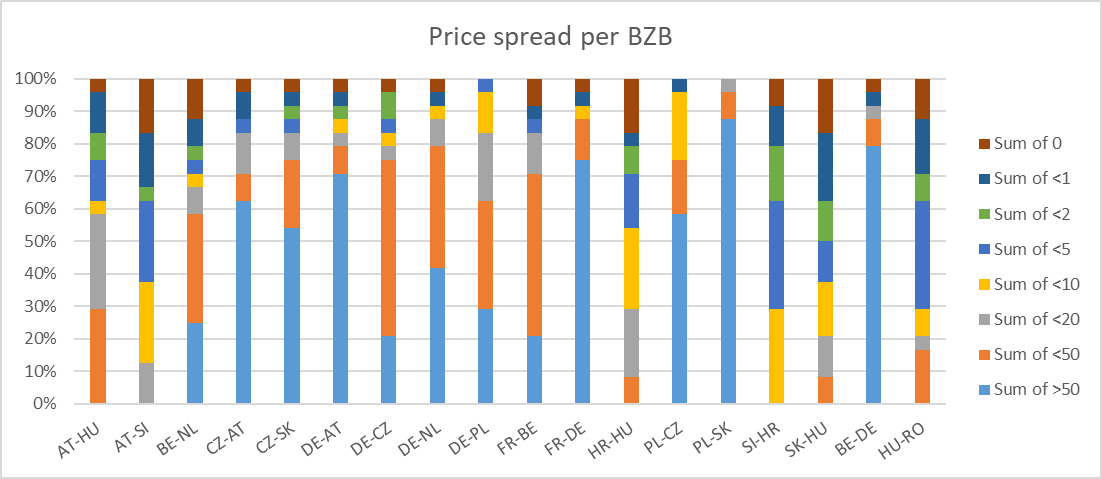 Price spread per BZB
100%
90%
80%
70%
60%
50%
40%
30%
20%
10%
0%
AT-HU
AT-SI
BE-NL
CZ-AT
CZ-SK
DE-AT
DE-CZ
DE-NL
DE-PL
FR-BE
FR-DE
HR-HU
PL-CZ
PL-SK
SI-HR
SK-HU
BE-DE
HU-RO
Sum of 0
Sum of <1
Sum of <2
Sum of <5
Sum of <10
Sum of <20
Sum of <50
Sum of >50